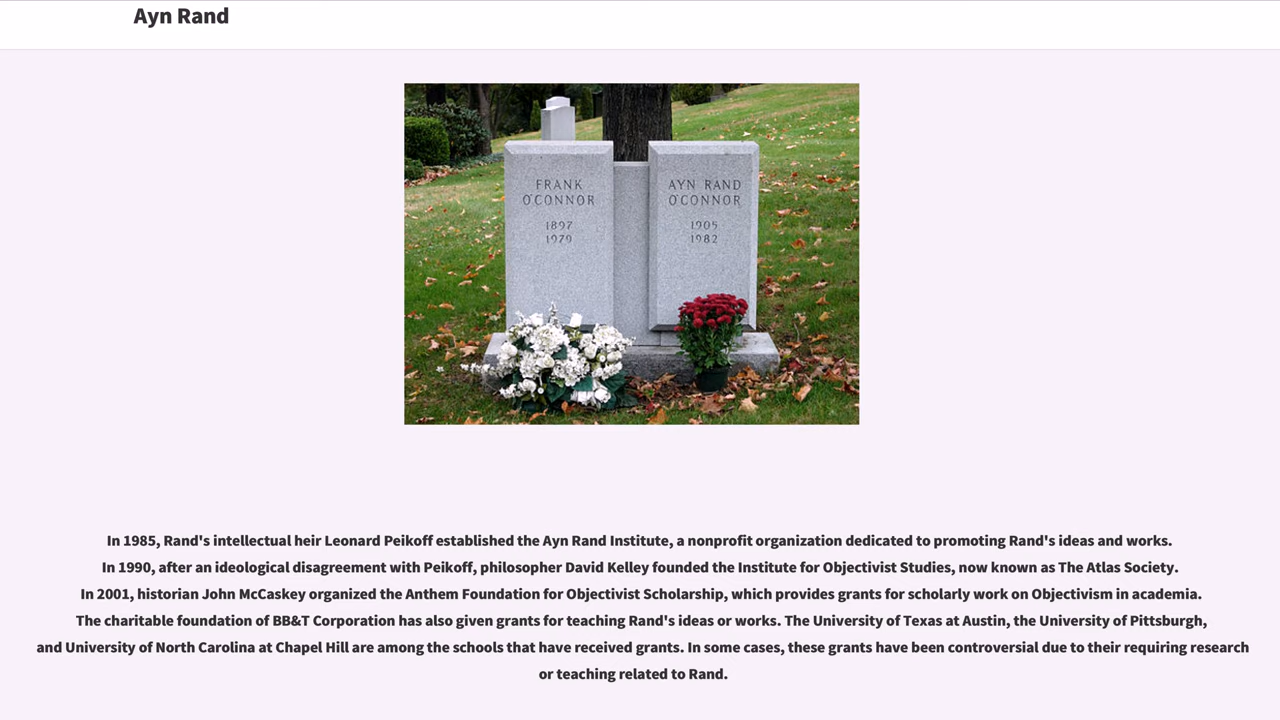 Ayn Rand
FRANK
O'CONNOR
1897
1979
AYN RAND
O'CONNOR
1905
1982
In 1985, Rand's intellectual heir Leonard Peikoff established the Ayn Rand Institute, a nonprofit organization dedicated to promoting Rand's ideas and works.
In 1990, after an ideological disagreement with Peikoff, philosopher David Kelley founded the Institute for Objectivist Studies, now known as The Atlas Society.
In 2001, historian John McCaskey organized the Anthem Foundation for Objectivist Scholarship, which provides grants for scholarly work on Objectivism in academia.
The charitable foundation of BB&T Corporation has also given grants for teaching Rand's ideas or works. The University of Texas at Austin, the University of Pittsburgh,
and University of North Carolina at Chapel Hill are among the schools that have received grants. In some cases, these grants have been controversial due to their requiring research
or teaching related to Rand.